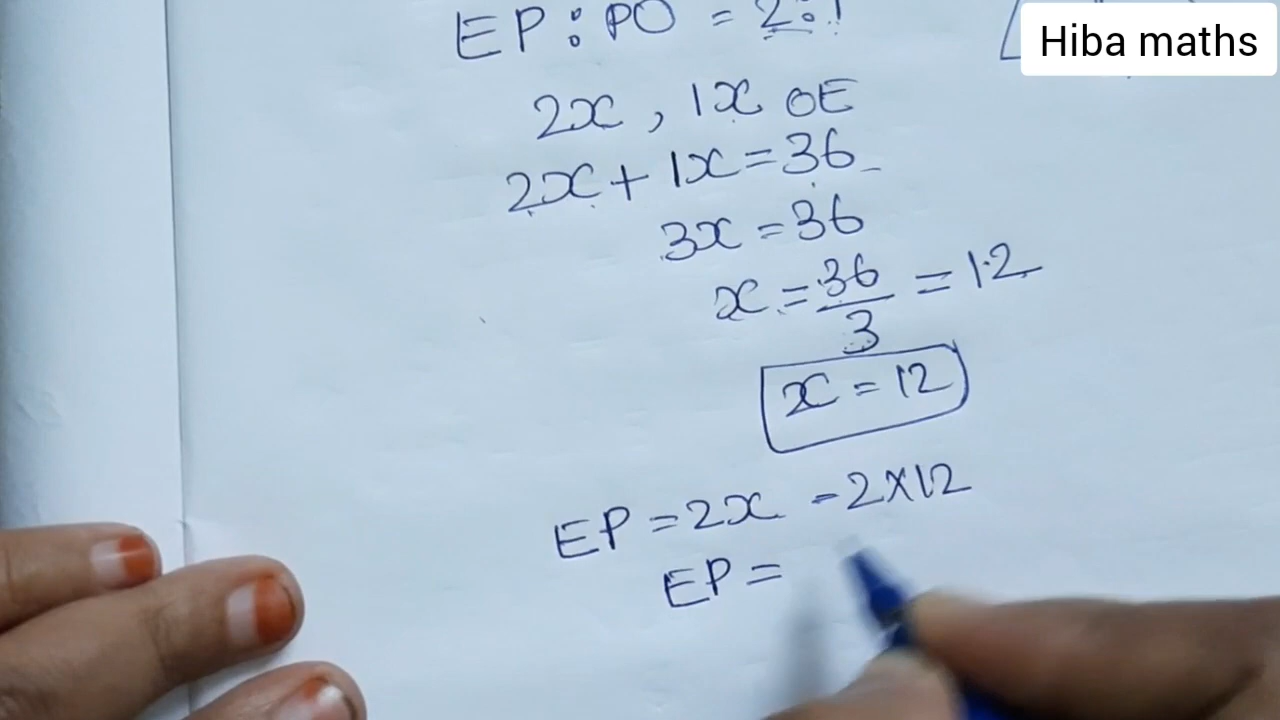 EP : PO = 2:1
Hiba maths
2x, 1x OE
2x + 1x = 36
3x = 36
x = 36/3 = 12
x = 12
EP = 2x = 2×12
EP =